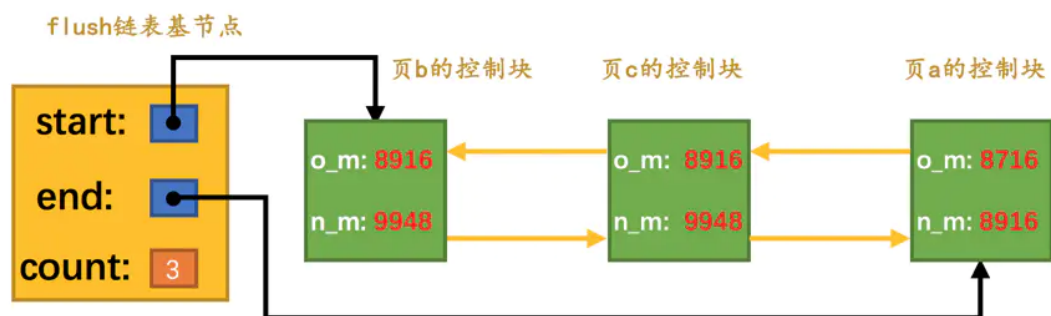 flush链表基节点
页b的控制块
页c的控制块
页a的控制块
start:
end:
count: 3
o_m: 8916
n_m: 9948
o_m: 8916
n_m: 9948
o_m: 8716
n_m: 8916